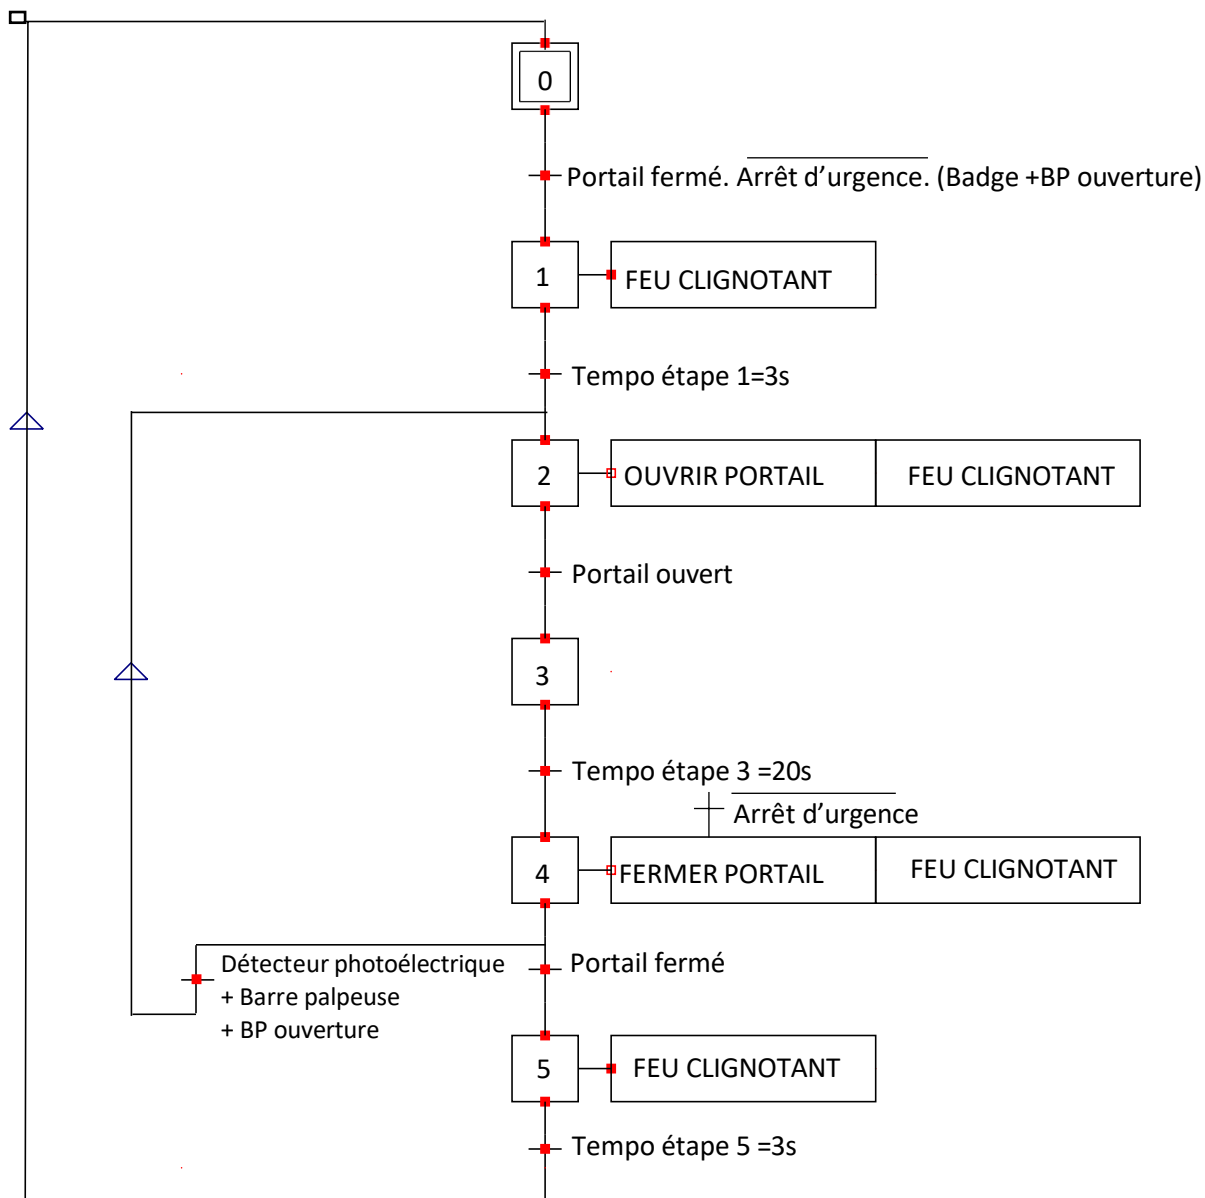 0
Portail fermé. Arrêt d’urgence. (Badge +BP ouverture)
1
FEU CLIGNOTANT
Tempo étape 1=3s
2
OUVRIR PORTAIL
FEU CLIGNOTANT
Portail ouvert
3
Tempo étape 3 =20s
Arrêt d’urgence
4
FERMER PORTAIL
FEU CLIGNOTANT
Détecteur photoélectrique
+ Barre palpeuse
+ BP ouverture
Portail fermé
5
FEU CLIGNOTANT
Tempo étape 5 =3s